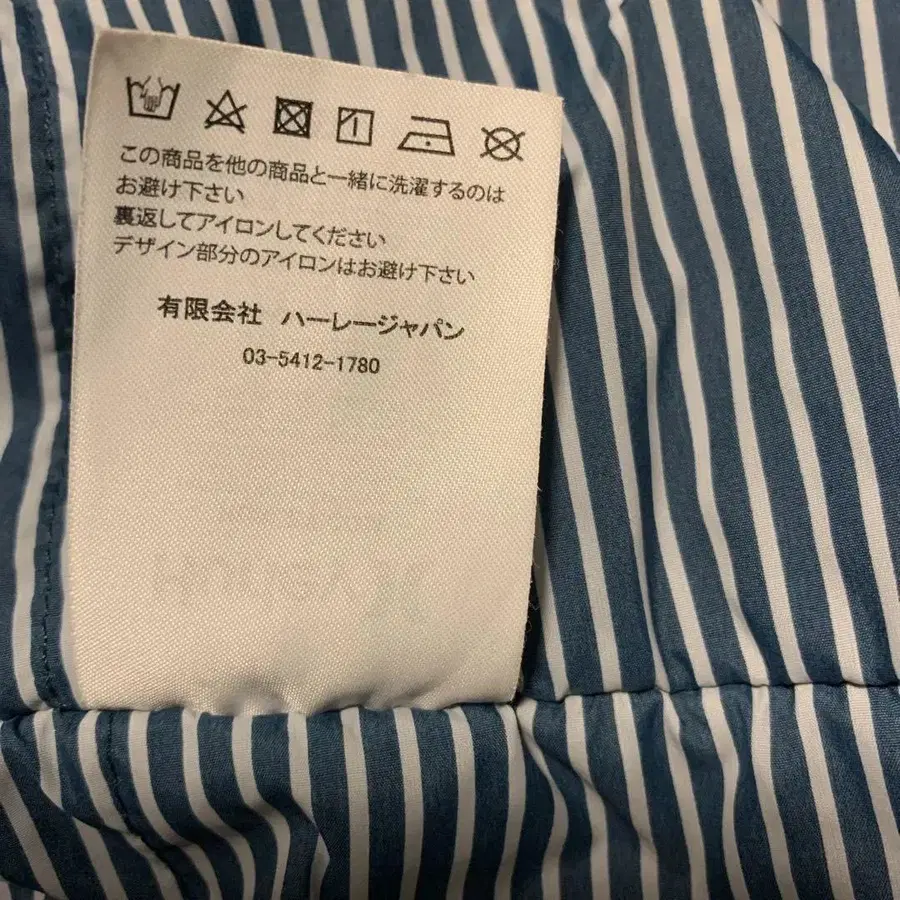 この商品を他の商品と一緒に洗濯するのは
お避け下さい
裏返してアイロンしてください
デザイン部分のアイロンはお避け下さい
有限会社 ハーレージャパン
03-5412-1780